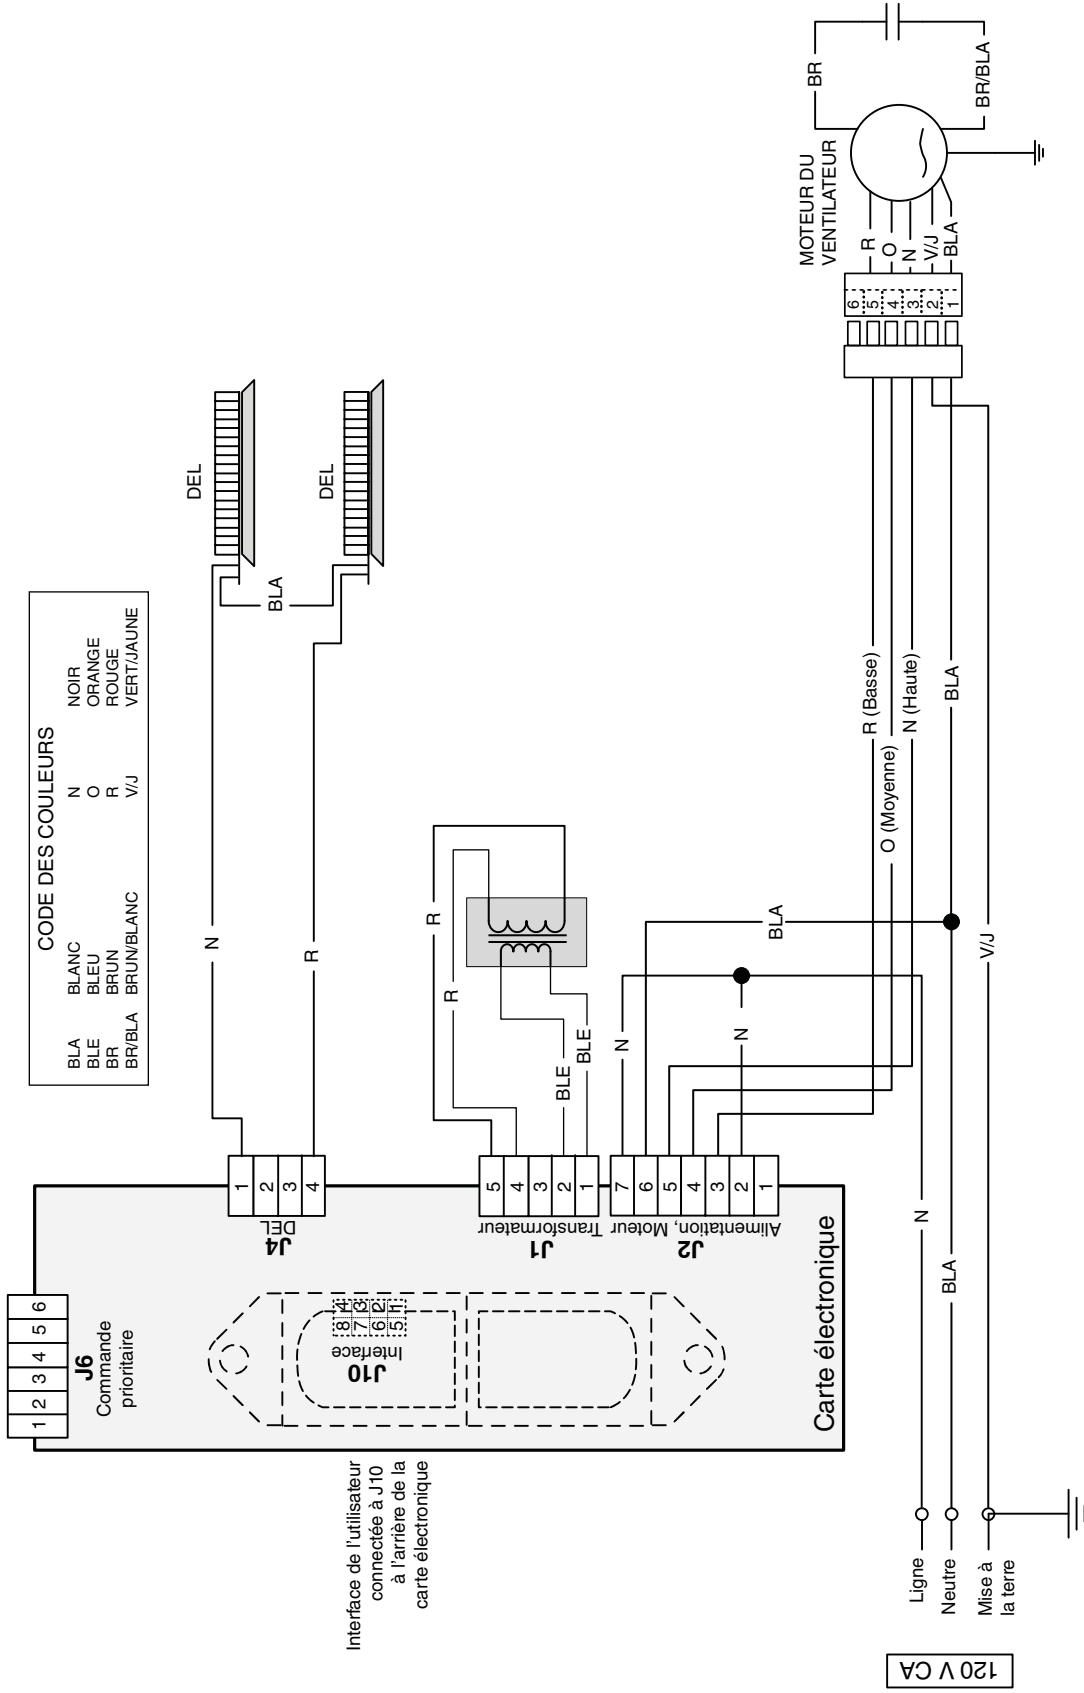 CODE DES COULEURS
BLA BLANC N NOIR
BLE BLEU O ORANGE
BR BRUN R ROUGE
BR/BLA BRUN/BLANC V/J VERT/JAUNE
1 2 3 4 5 6
J6
Commande
prioritaire
J4
DEL
1
2
3
4
N
R
DEL
BLA
DEL
J1
Transformateur
5
4
3
2
1
R
R
BLE
BLE
J2
Alimentation, Moteur
7
6
5
4
3
2
1
N
BLA
N
R (Basse)
O (Moyenne)
N (Haute)
BLA
V/J
J10
Interface
8 4
7 3
6 2
5 1
Interface de l'utilisateur
connectée à J10
à l'arrière de la
carte électronique
Carte électronique
MOTEUR DU
VENTILATEUR
6
5
4
3
2
1
R
O
N
V/J
BLA
BR
BR/BLA
N
BLA
Ligne
Neutre
Mise à
la terre
120 V CA